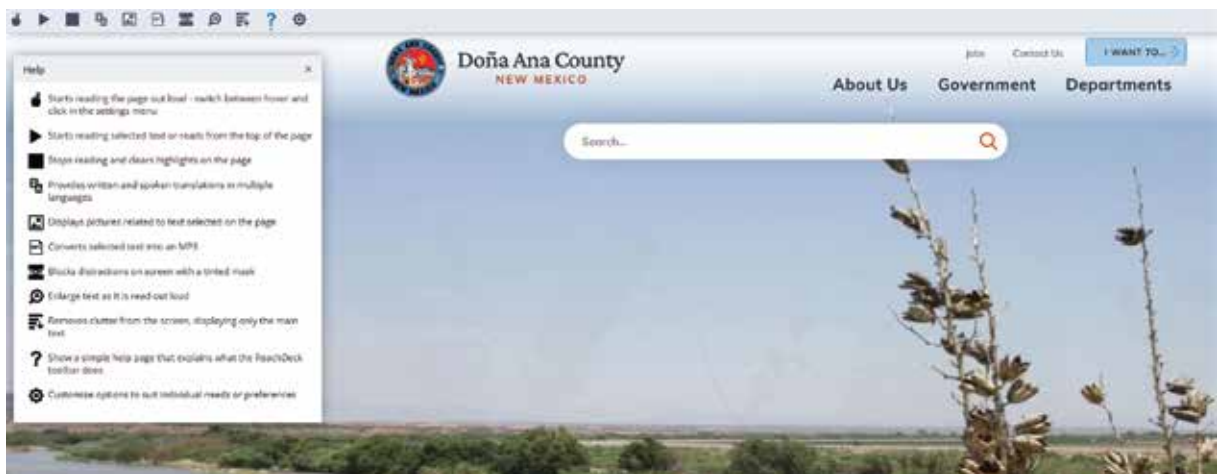 Doña Ana County
NEW MEXICO
Jobs
Contact Us
I WANT TO...
About Us
Government
Departments
Search...
Help
Starts reading the page out loud - switch between hover and
click in the settings menu
Starts reading selected text or reads from the top of the page
Stops reading and clears highlights on the page
Provides written and spoken translations in multiple
languages
Displays pictures related to text selected on the page
Converts selected text into an MP3
Blocks distractions on screen with a tinted mask
Enlarge text as it is read out loud
Removes clutter from the screen, displaying only the main
text
Show a simple help page that explains what the ReachDeck
toolbar does
Customise options to suit individual needs or preferences